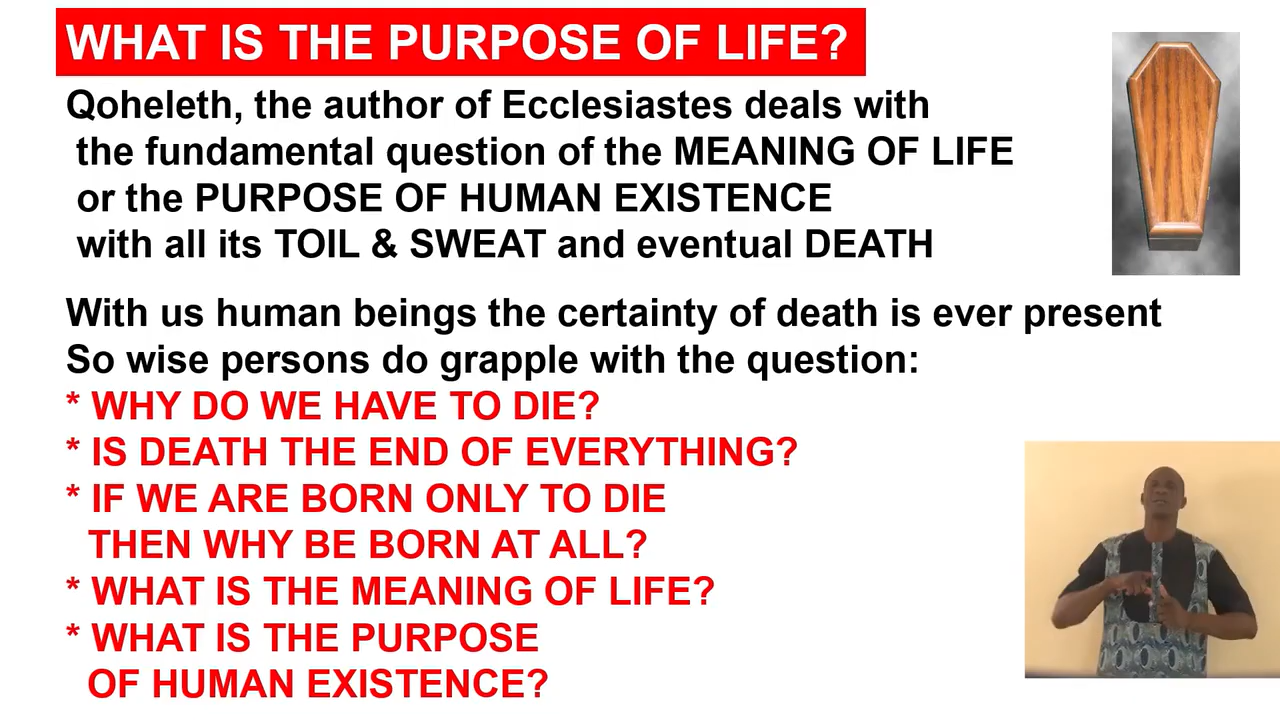 WHAT IS THE PURPOSE OF LIFE?
Qoheleth, the author of Ecclesiastes deals with
the fundamental question of the MEANING OF LIFE
or the PURPOSE OF HUMAN EXISTENCE
with all its TOIL & SWEAT and eventual DEATH
With us human beings the certainty of death is ever present
So wise persons do grapple with the question:
* WHY DO WE HAVE TO DIE?
* IS DEATH THE END OF EVERYTHING?
* IF WE ARE BORN ONLY TO DIE
THEN WHY BE BORN AT ALL?
* WHAT IS THE MEANING OF LIFE?
* WHAT IS THE PURPOSE
OF HUMAN EXISTENCE?